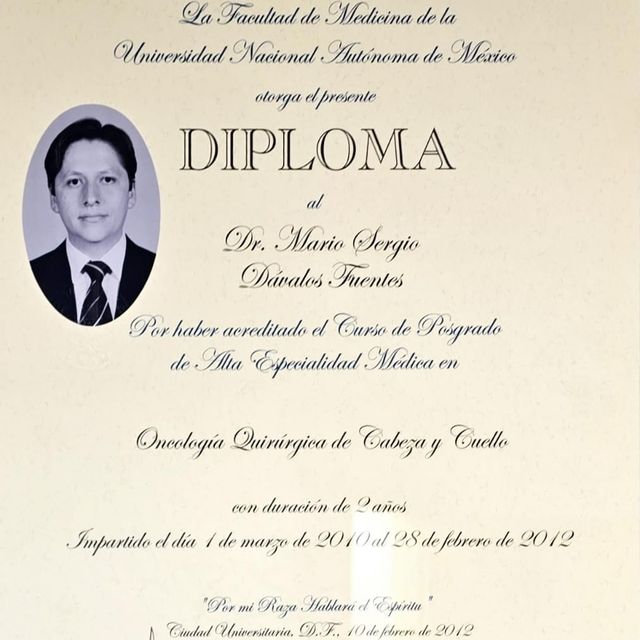 La Facultad de Medicina de la
Universidad Nacional Autónoma de México
otorga el presente
DIPLOMA
al
Dr. Mario Sergio
Dávalos Fuentes
Por haber acreditado el Curso de Posgrado
de Alta Especialidad Médica en
Oncología Quirúrgica de Cabeza y Cuello
con duración de 2 años
Impartido el día 1 de marzo de 2010 al 28 de febrero de 2012
"Por mi Raza Hablará el Espíritu"
Ciudad Universitaria, D.F., 10 de febrero de 2012